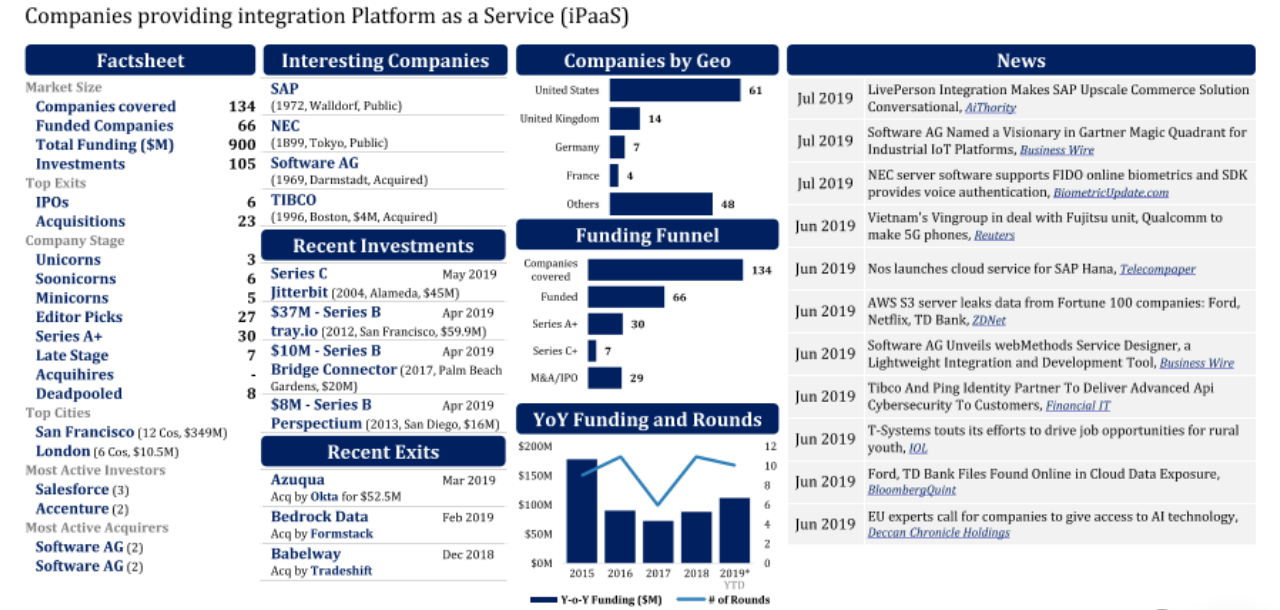 Companies providing integration Platform as a Service (iPaaS)
Factsheet
Market Size
Companies covered 134
Funded Companies 66
Total Funding ($M) 900
Investments 105
Top Exits
IPOs 6
Acquisitions 23
Company Stage
Unicorns 3
Soonicorns 6
Minicorns 5
Editor Picks 27
Series A+ 30
Late Stage 7
Acquihires -
Deadpooled 8
Top Cities
San Francisco (12 Cos, $349M)
London (6 Cos, $10.5M)
Most Active Investors
Salesforce (3)
Accenture (2)
Most Active Acquirers
Software AG (2)
Software AG (2)
Interesting Companies
SAP
(1972, Walldorf, Public)
NEC
(1899, Tokyo, Public)
Software AG
(1969, Darmstadt, Acquired)
TIBCO
(1996, Boston, $4M, Acquired)
Recent Investments
Series C May 2019
Jitterbit (2004, Alameda, $45M)
$37M - Series B Apr 2019
tray.io (2012, San Francisco, $59.9M)
$10M - Series B Apr 2019
Bridge Connector (2017, Palm Beach
Gardens, $20M)
$8M - Series B Apr 2019
Perspectium (2013, San Diego, $16M)
Recent Exits
Azuqua Mar 2019
Acq by Okta for $52.5M
Bedrock Data Feb 2019
Acq by Formstack
Babelway Dec 2018
Acq by Tradeshift
Companies by Geo
United States 61
United Kingdom 14
Germany 7
France 4
Others 48
Funding Funnel
Companies
covered 134
Funded 66
Series A+ 30
Series C+ 7
M&A/IPO 29
YoY Funding and Rounds
$200M 12
$150M 10
$100M 8
$50M 6
$0M 4
2
0
2015 2016 2017 2018 2019*
YTD
Y-o-Y Funding ($M) # of Rounds
News
Jul 2019 LivePerson Integration Makes SAP Upscale Commerce Solution
Conversational, AiThority
Jul 2019 Software AG Named a Visionary in Gartner Magic Quadrant for
Industrial IoT Platforms, Business Wire
Jul 2019 NEC server software supports FIDO online biometrics and SDK
provides voice authentication, BiometricUpdate.com
Jun 2019 Vietnam's Vingroup in deal with Fujitsu unit, Qualcomm to
make 5G phones, Reuters
Jun 2019 Nos launches cloud service for SAP Hana, Telecompaper
Jun 2019 AWS S3 server leaks data from Fortune 100 companies: Ford,
Netflix, TD Bank, ZDNet
Jun 2019 Software AG Unveils webMethods Service Designer, a
Lightweight Integration and Development Tool, Business Wire
Jun 2019 Tibco And Ping Identity Partner To Deliver Advanced Api
Cybersecurity To Customers, Financial IT
Jun 2019 T-Systems touts its efforts to drive job opportunities for rural
youth, IOL
Jun 2019 Ford, TD Bank Files Found Online in Cloud Data Exposure,
BloombergQuint
Jun 2019 EU experts call for companies to give access to AI technology,
Deccan Chronicle Holdings